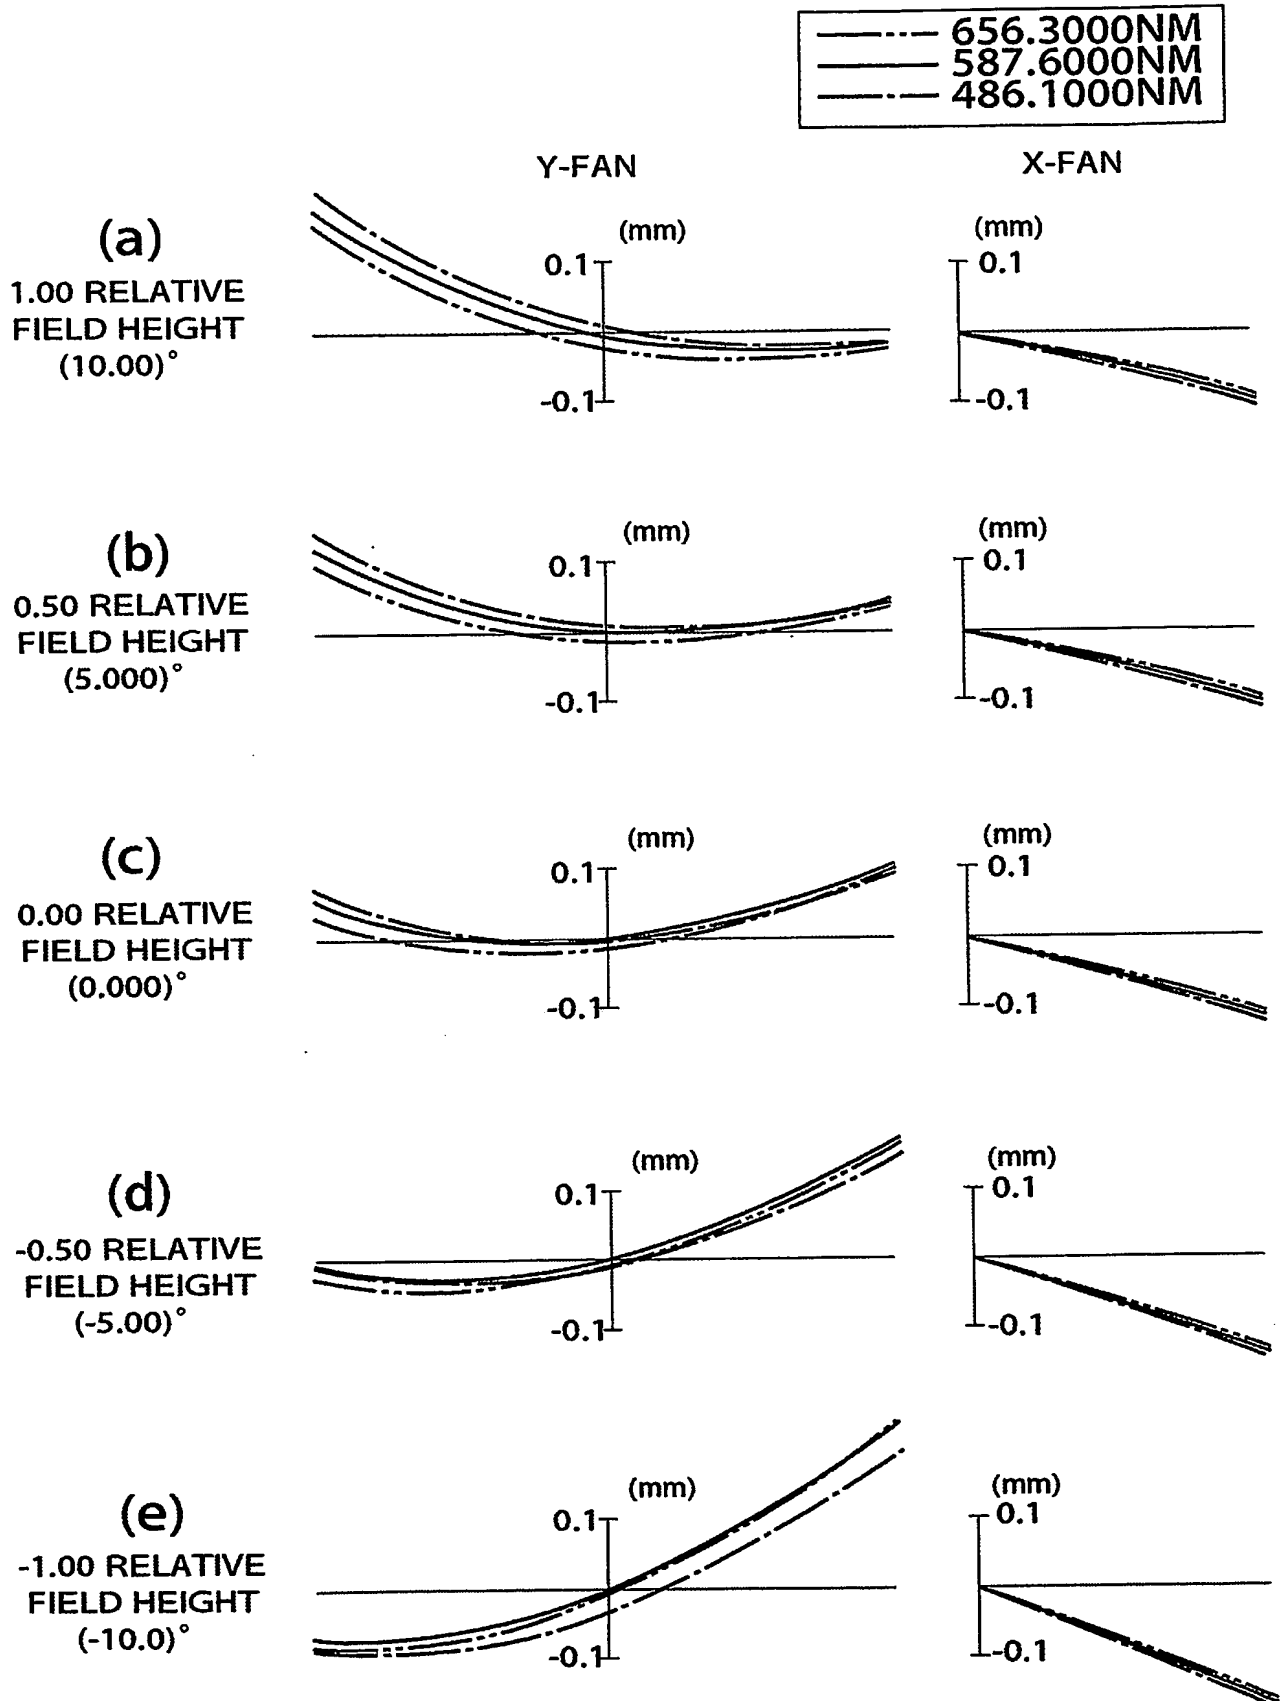 656.3000NM
587.6000NM
486.1000NM
Y-FAN X-FAN
(a)
1.00 RELATIVE
FIELD HEIGHT
(10.00)°
(mm)
0.1
-0.1
(mm)
0.1
-0.1
(b)
0.50 RELATIVE
FIELD HEIGHT
(5.000)°
(mm)
0.1
-0.1
(mm)
0.1
-0.1
(c)
0.00 RELATIVE
FIELD HEIGHT
(0.000)°
(mm)
0.1
-0.1
(mm)
0.1
-0.1
(d)
-0.50 RELATIVE
FIELD HEIGHT
(-5.00)°
(mm)
0.1
-0.1
(mm)
0.1
-0.1
(e)
-1.00 RELATIVE
FIELD HEIGHT
(-10.0)°
(mm)
0.1
-0.1
(mm)
0.1
-0.1